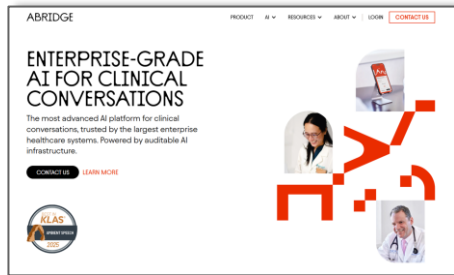 ABRIDGE
PRODUCT AI RESOURCES ABOUT LOGIN CONTACT US
ENTERPRISE-GRADE
AI FOR CLINICAL
CONVERSATIONS
The most advanced AI platform for clinical
conversations, trusted by the largest enterprise
healthcare systems. Powered by auditable AI
infrastructure.
CONTACT US LEARN MORE
KLAS
2025